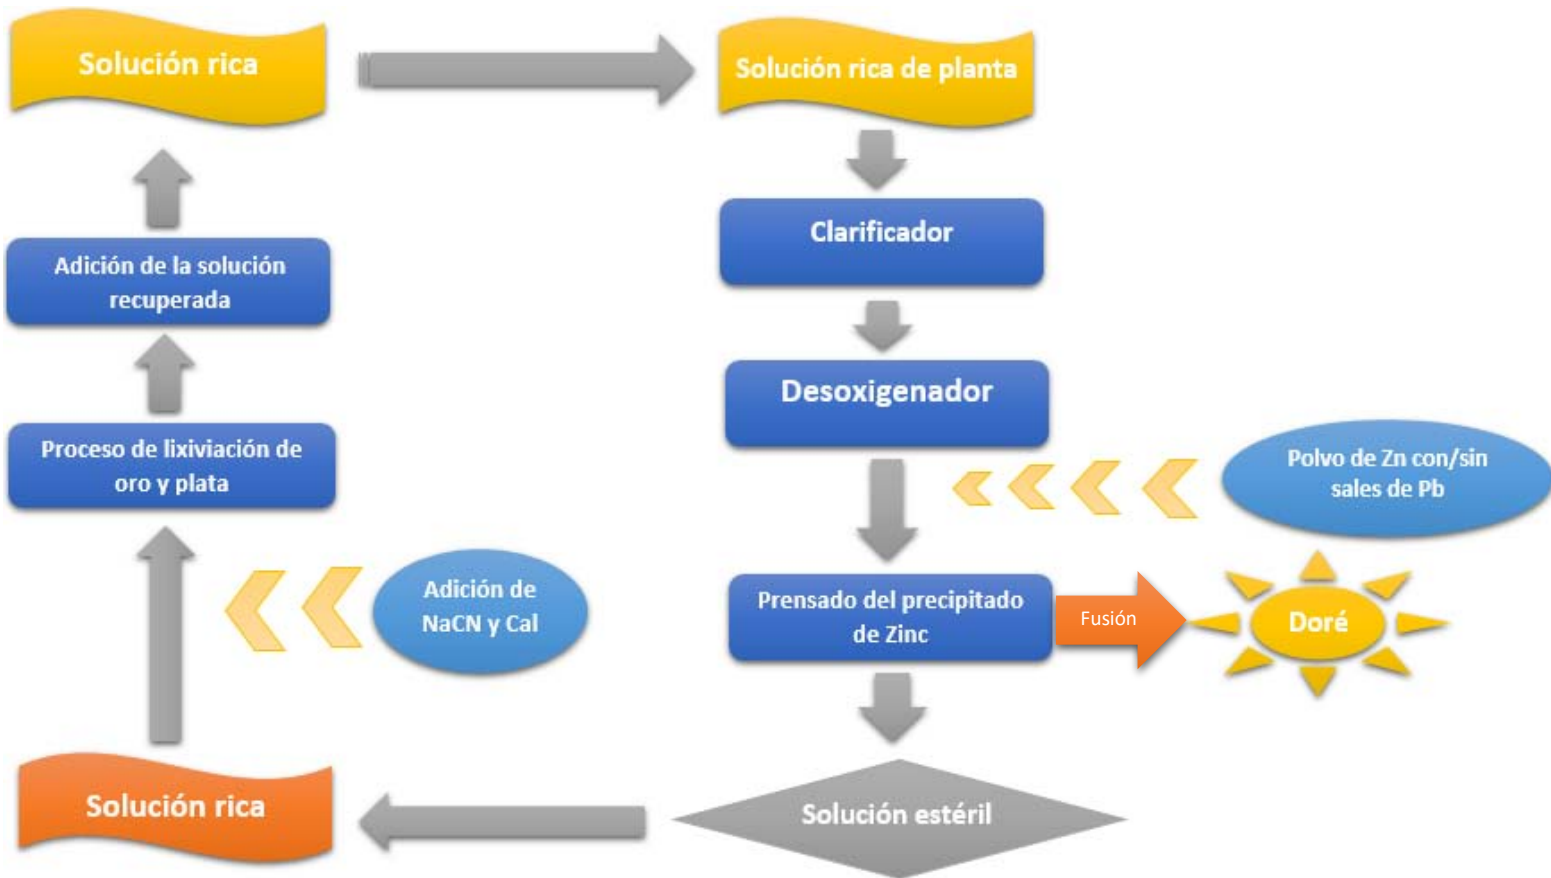 Solución rica
Solución rica de planta
Clarificador
Adición de la solución
recuperada
Desoxigenador
Proceso de lixiviación de
oro y plata
Polvo de Zn con/sin
sales de Pb
Adición de
NaCN y Cal
Prensado del precipitado
de Zinc
Fusión
Doré
Solución rica
Solución estéril